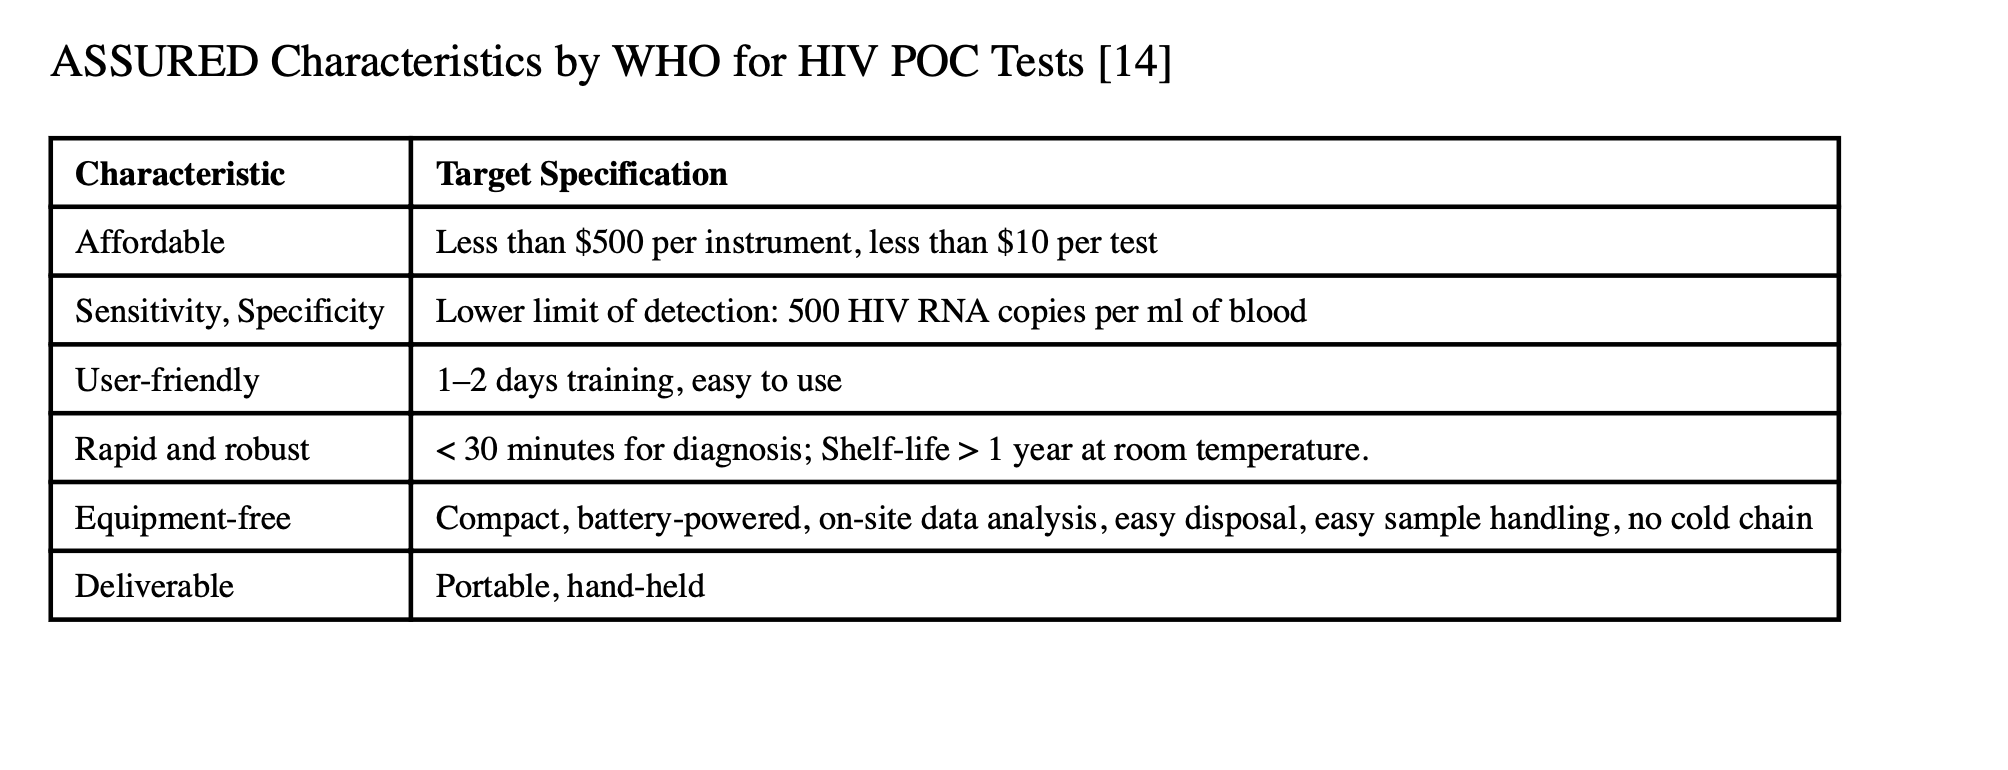 ASSURED Characteristics by WHO for HIV POC Tests [14]
Characteristic Target Specification
Affordable Less than $500 per instrument, less than $10 per test
Sensitivity, Specificity Lower limit of detection: 500 HIV RNA copies per ml of blood
User-friendly 1–2 days training, easy to use
Rapid and robust < 30 minutes for diagnosis; Shelf-life > 1 year at room temperature.
Equipment-free Compact, battery-powered, on-site data analysis, easy disposal, easy sample handling, no cold chain
Deliverable Portable, hand-held